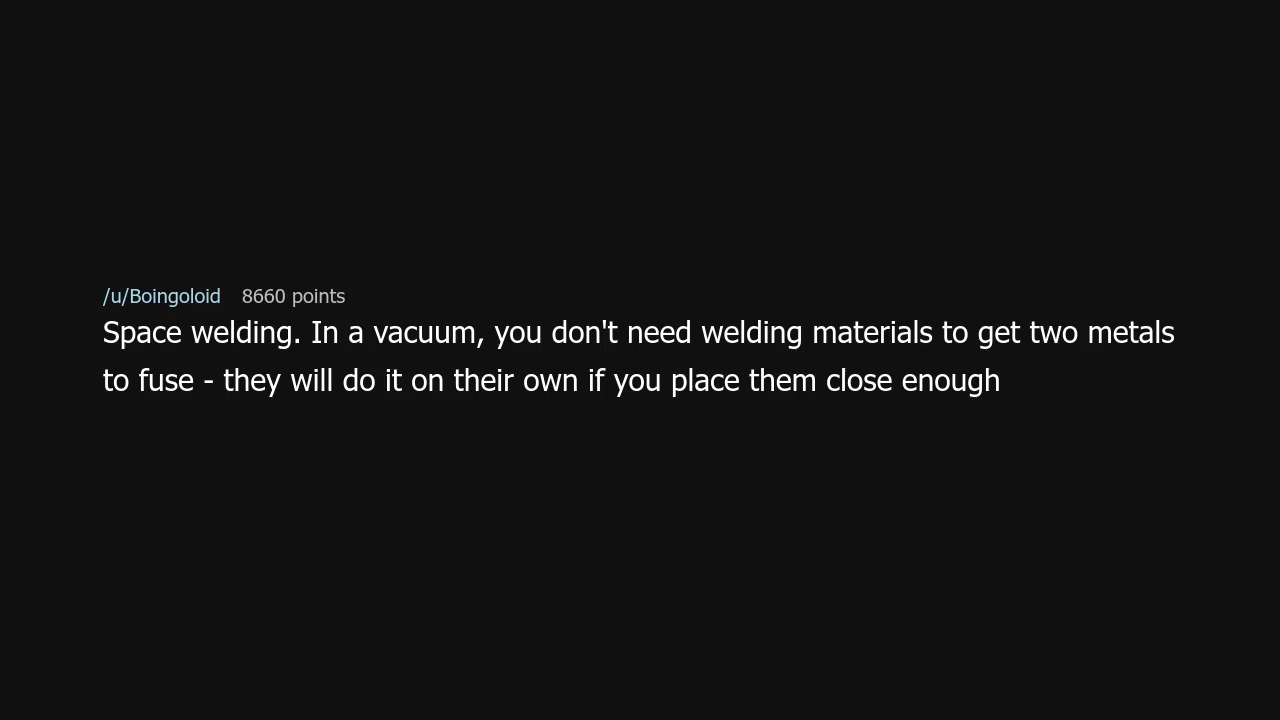 /u/Boingoloid 8660 points
Space welding. In a vacuum, you don't need welding materials to get two metals
to fuse - they will do it on their own if you place them close enough